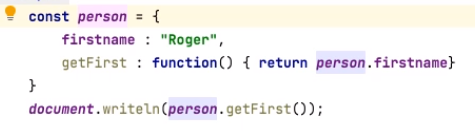 const person = {
    firstname : "Roger",
    getFirst : function() { return person.firstname}
}
document.writeln(person.getFirst());